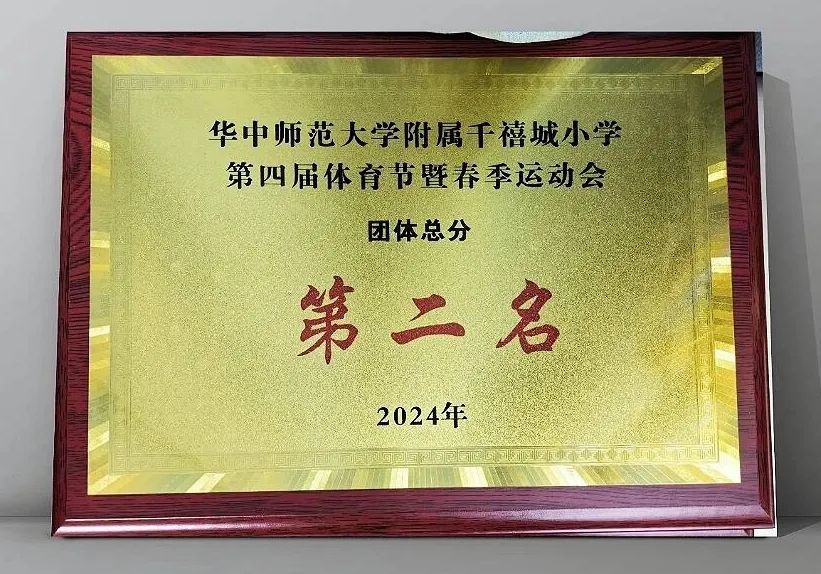 华中师范大学附属千禧城小学
第四届体育节暨春季运动会
团体总分
第二名
2024年